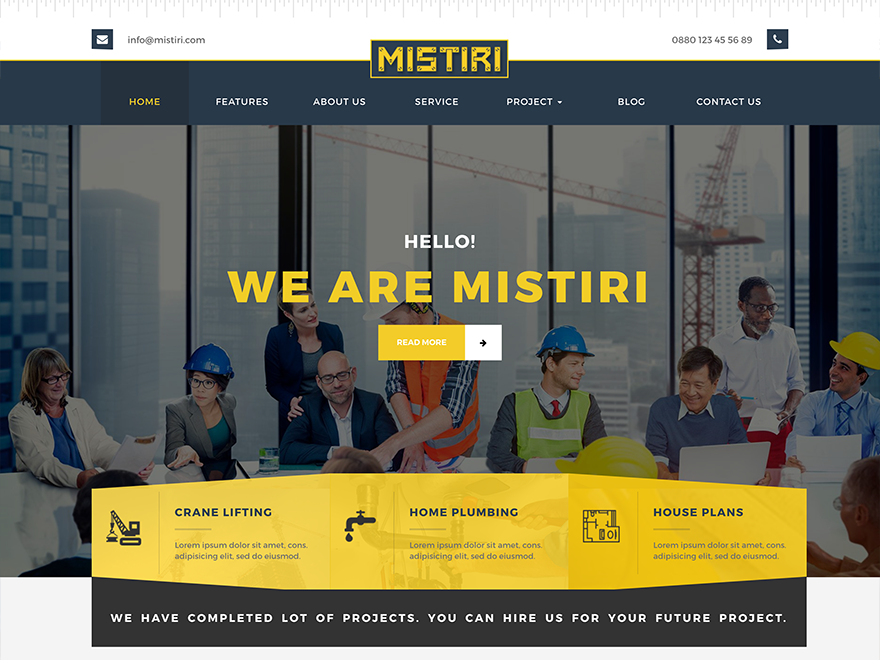 info@mistiri.com
0880 123 45 56 89
MISTIRI
HOME FEATURES ABOUT US SERVICE PROJECT BLOG CONTACT US
HELLO!
WE ARE MISTIRI
READ MORE
CRANE LIFTING
Lorem ipsum dolor sit amet, cons.
adipisicing elit, sed do eiusmod.
HOME PLUMBING
Lorem ipsum dolor sit amet, cons.
adipisicing elit, sed do eiusmod.
HOUSE PLANS
Lorem ipsum dolor sit amet, cons.
adipisicing elit, sed do eiusmod.
WE HAVE COMPLETED LOT OF PROJECTS. YOU CAN HIRE US FOR YOUR FUTURE PROJECT.